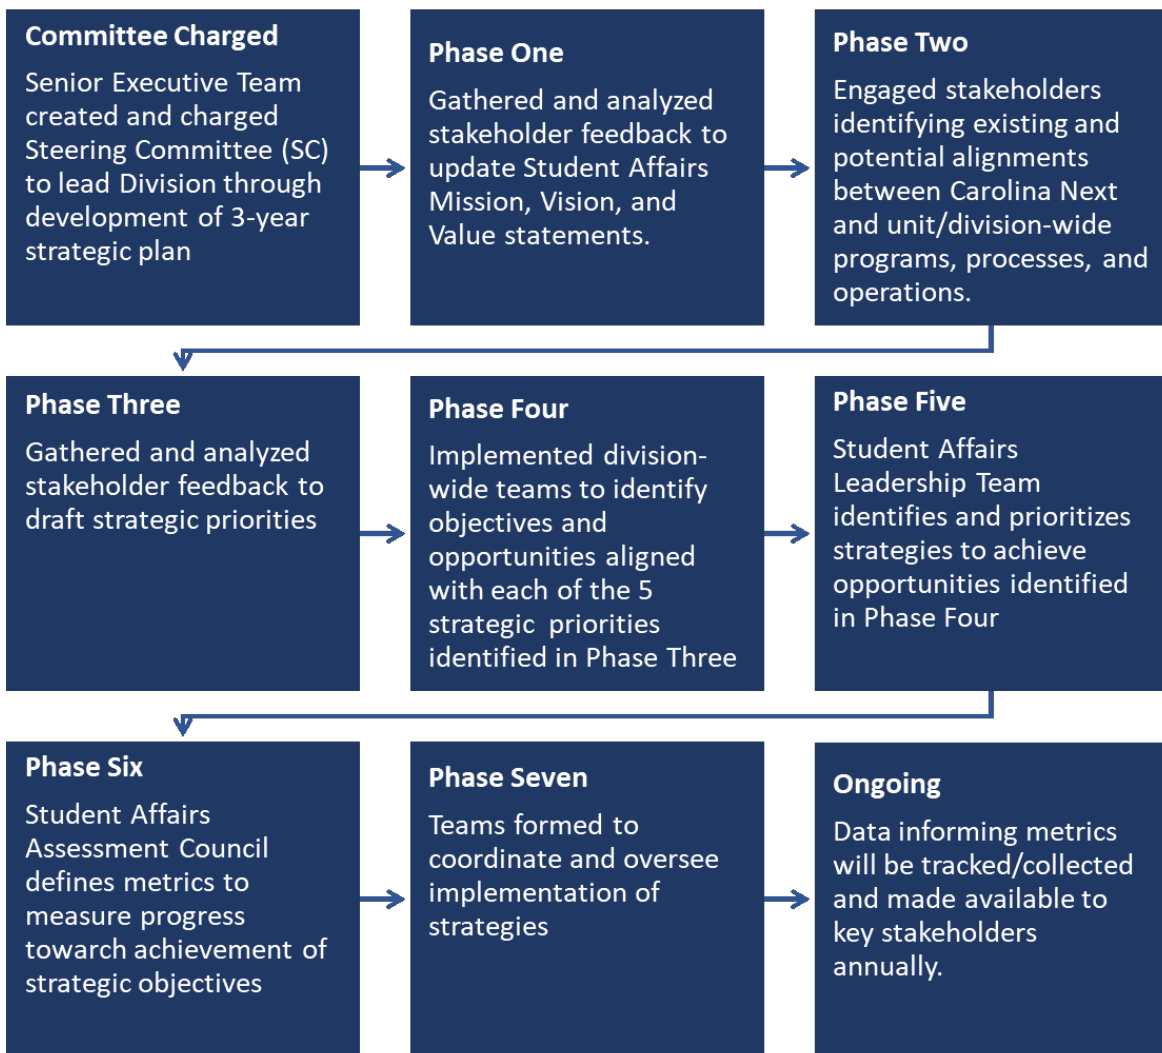 Committee Charged
Senior Executive Team
created and charged
Steering Committee (SC)
to lead Division through
development of 3-year
strategic plan
Phase One
Gathered and analyzed
stakeholder feedback to
update Student Affairs
Mission, Vision, and
Value statements.
Phase Two
Engaged stakeholders
identifying existing and
potential alignments
between Carolina Next
and unit/division-wide
programs, processes, and
operations.
Phase Three
Gathered and analyzed
stakeholder feedback to
draft strategic priorities
Phase Four
Implemented division-
wide teams to identify
objectives and
opportunities aligned
with each of the 5
strategic priorities
identified in Phase Three
Phase Five
Student Affairs
Leadership Team
identifies and prioritizes
strategies to achieve
opportunities identified
in Phase Four
Phase Six
Student Affairs
Assessment Council
defines metrics to
measure progress
towarch achievement of
strategic objectives
Phase Seven
Teams formed to
coordinate and oversee
implementation of
strategies
Ongoing
Data informing metrics
will be tracked/collected
and made available to
key stakeholders
annually.